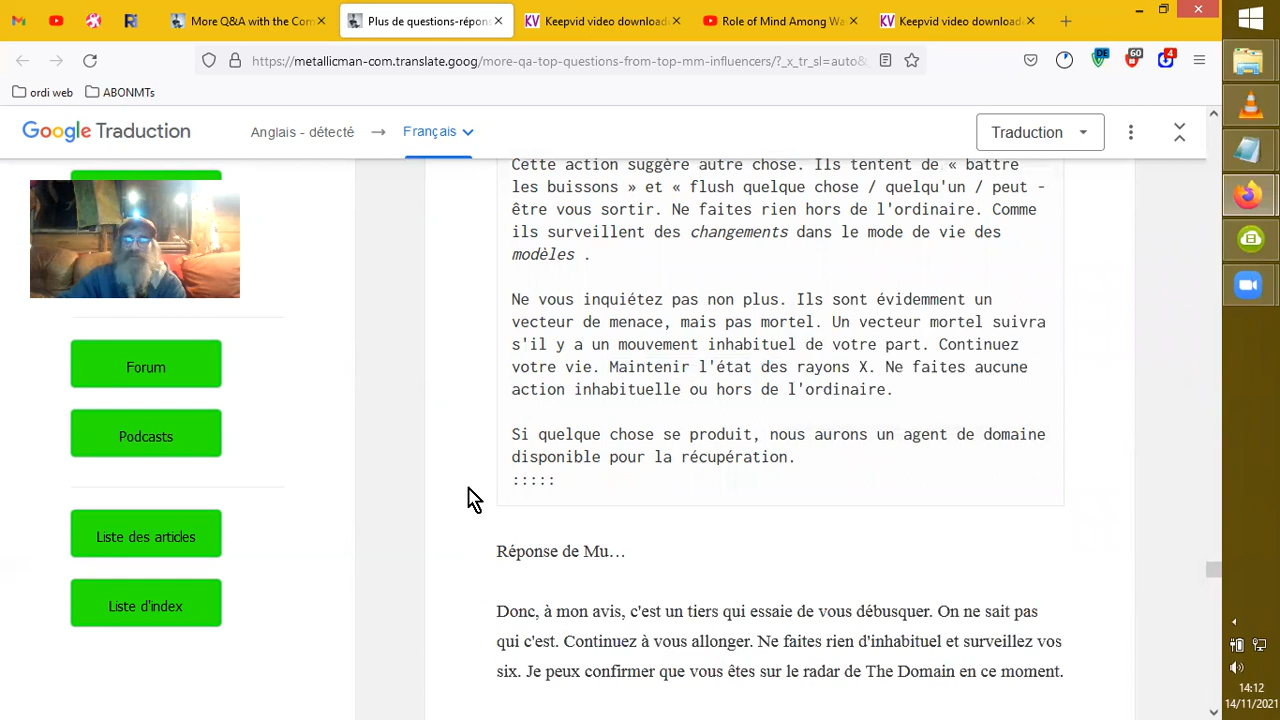 More Q&A with the Com
Plus de questions-répons
Keepvid video downloade
Role of Mind Among Wa
Keepvid video downloade
https://metallicman-com.translate.goog/more-qa-top-questions-from-top-mm-influencers/?_x_tr_sl=auto&
DE
60
4
ordi web
ABONMTs
Google Traduction
Anglais - détecté
Français
Traduction
Cette action suggère autre chose. Ils tentent de « battre
les buissons » et « flush quelque chose / quelqu'un / peut -
être vous sortir. Ne faites rien hors de l'ordinaire. Comme
ils surveillent des changements dans le mode de vie des
modèles .
Ne vous inquiétez pas non plus. Ils sont évidemment un
vecteur de menace, mais pas mortel. Un vecteur mortel suivra
s'il y a un mouvement inhabituel de votre part. Continuez
votre vie. Maintenir l'état des rayons X. Ne faites aucune
action inhabituelle ou hors de l'ordinaire.
Si quelque chose se produit, nous aurons un agent de domaine
disponible pour la récupération.
:::::
Forum
Podcasts
Liste des articles
Liste d'index
Réponse de Mu…
Donc, à mon avis, c'est un tiers qui essaie de vous débusquer. On ne sait pas
qui c'est. Continuez à vous allonger. Ne faites rien d'inhabituel et surveillez vos
six. Je peux confirmer que vous êtes sur le radar de The Domain en ce moment.
14:12
14/11/2021